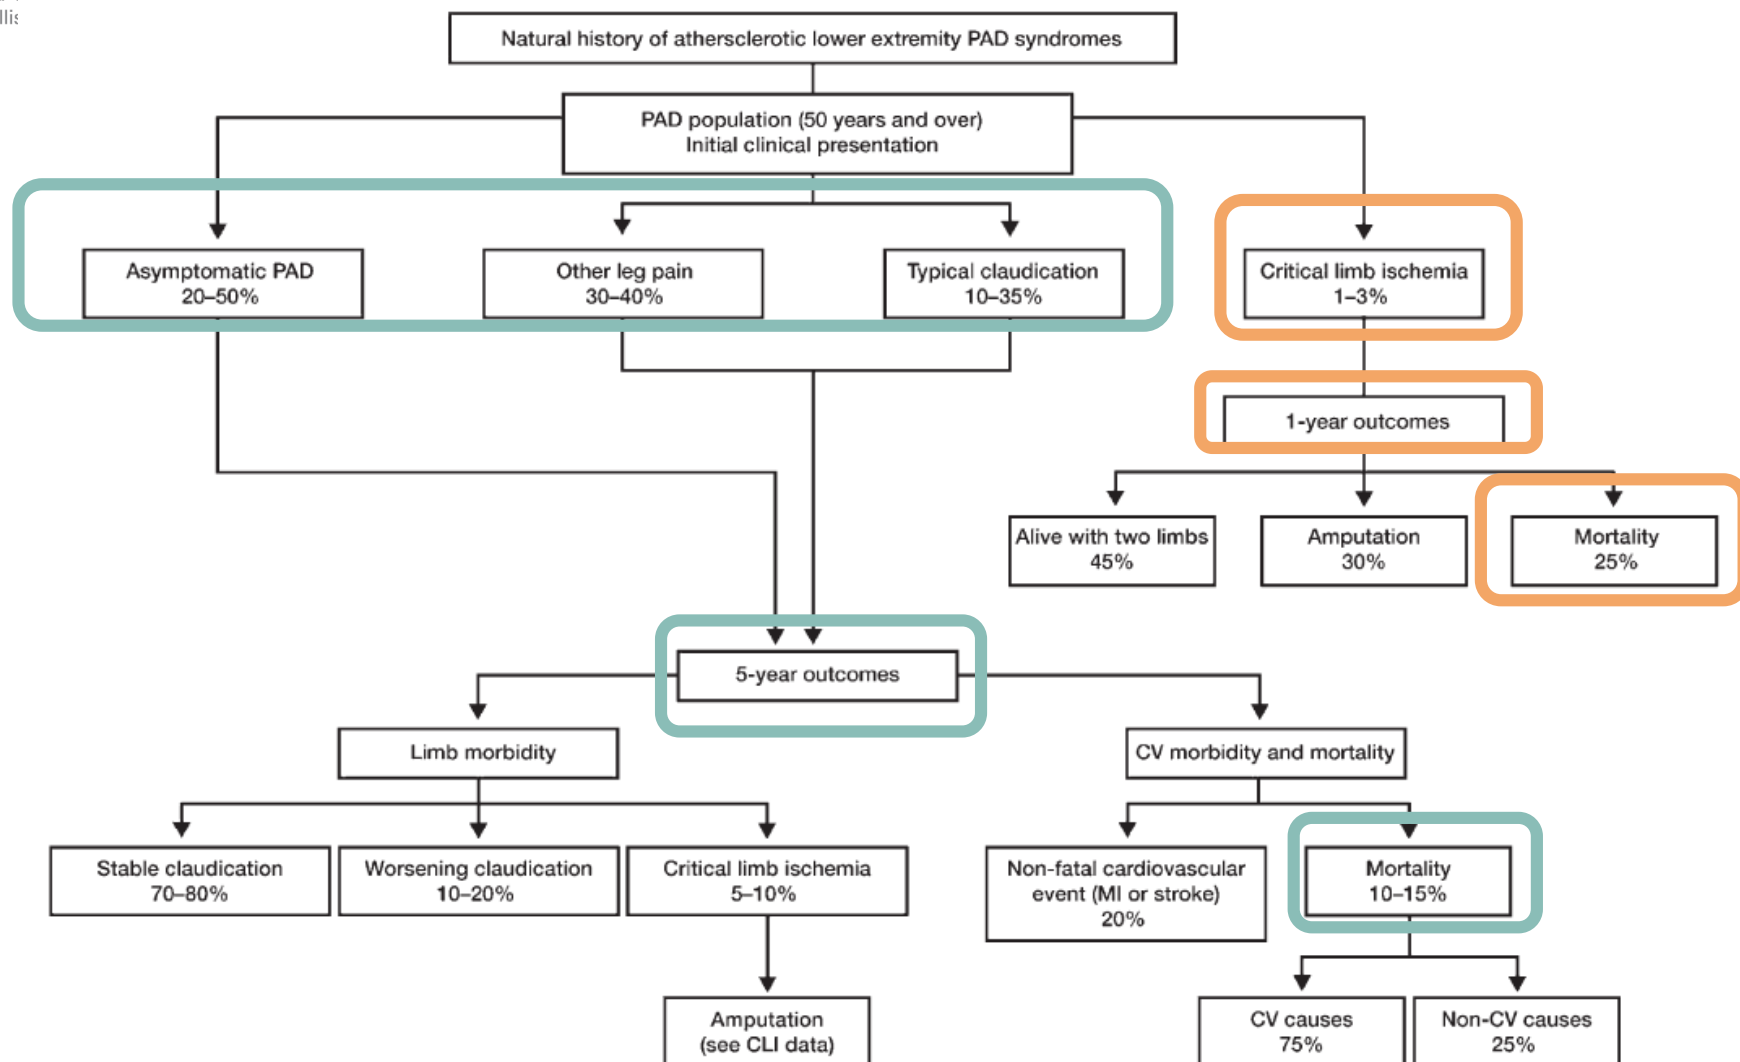 Natural history of athersclerotic lower extremity PAD syndromes
PAD population (50 years and over)
Initial clinical presentation
Asymptomatic PAD
20–50%
Other leg pain
30–40%
Typical claudication
10–35%
Critical limb ischemia
1–3%
1-year outcomes
Alive with two limbs
45%
Amputation
30%
Mortality
25%
5-year outcomes
Limb morbidity
CV morbidity and mortality
Stable claudication
70–80%
Worsening claudication
10–20%
Critical limb ischemia
5–10%
Non-fatal cardiovascular
event (MI or stroke)
20%
Mortality
10–15%
Amputation
(see CLI data)
CV causes
75%
Non-CV causes
25%